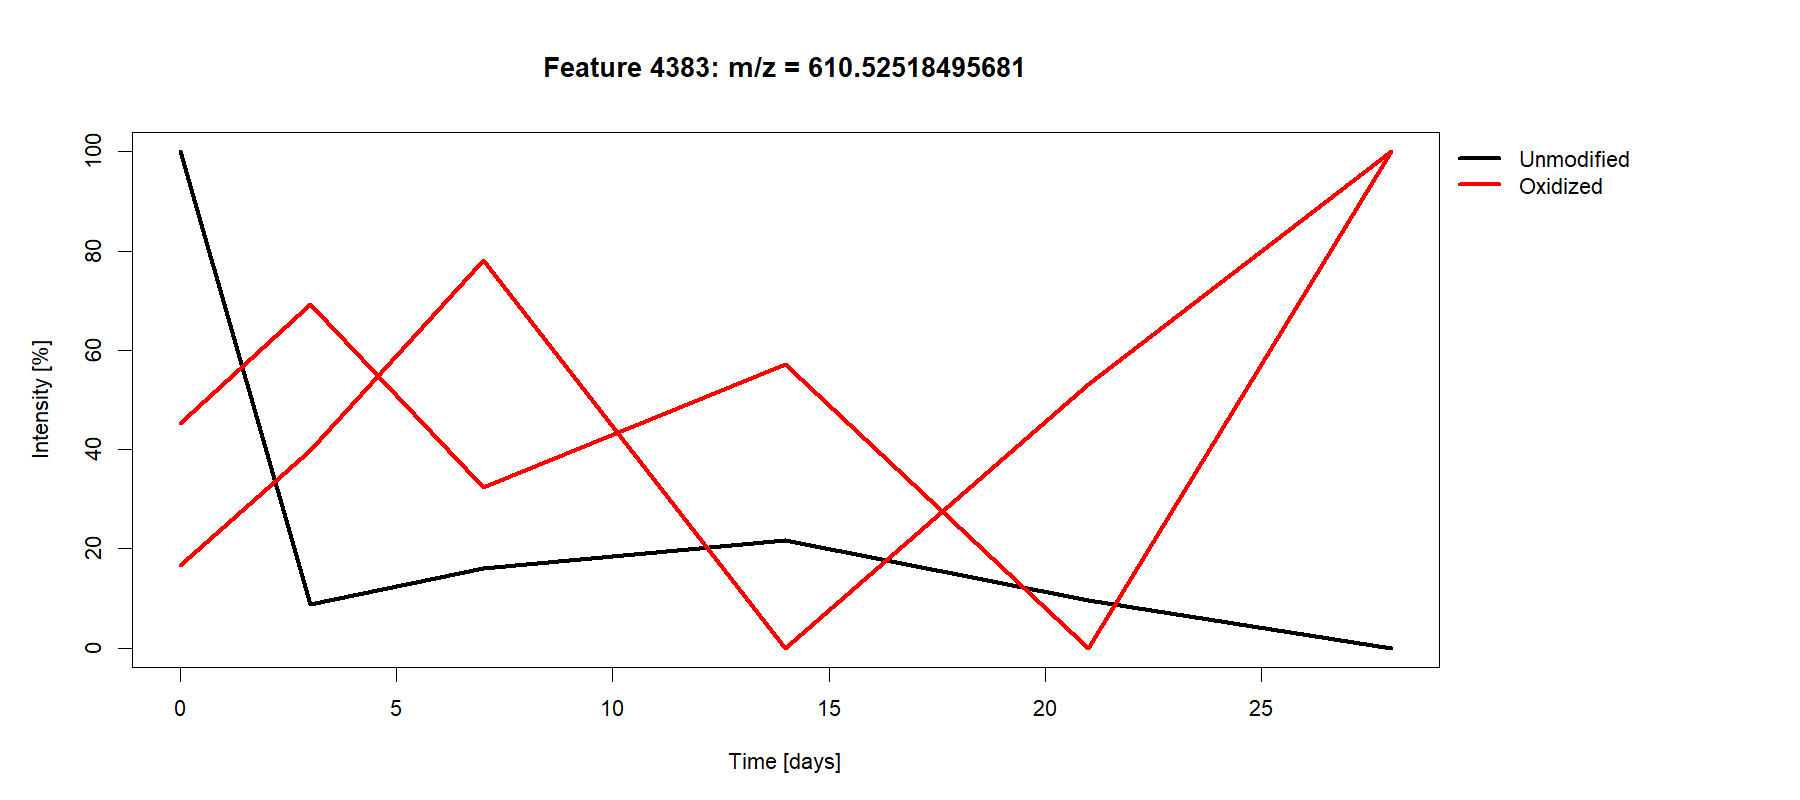 Feature 4383: m/z = 610.52518495681
Unmodified
Oxidized
Intensity [%]
100
80
60
40
20
0
0 5 10 15 20 25
Time [days]